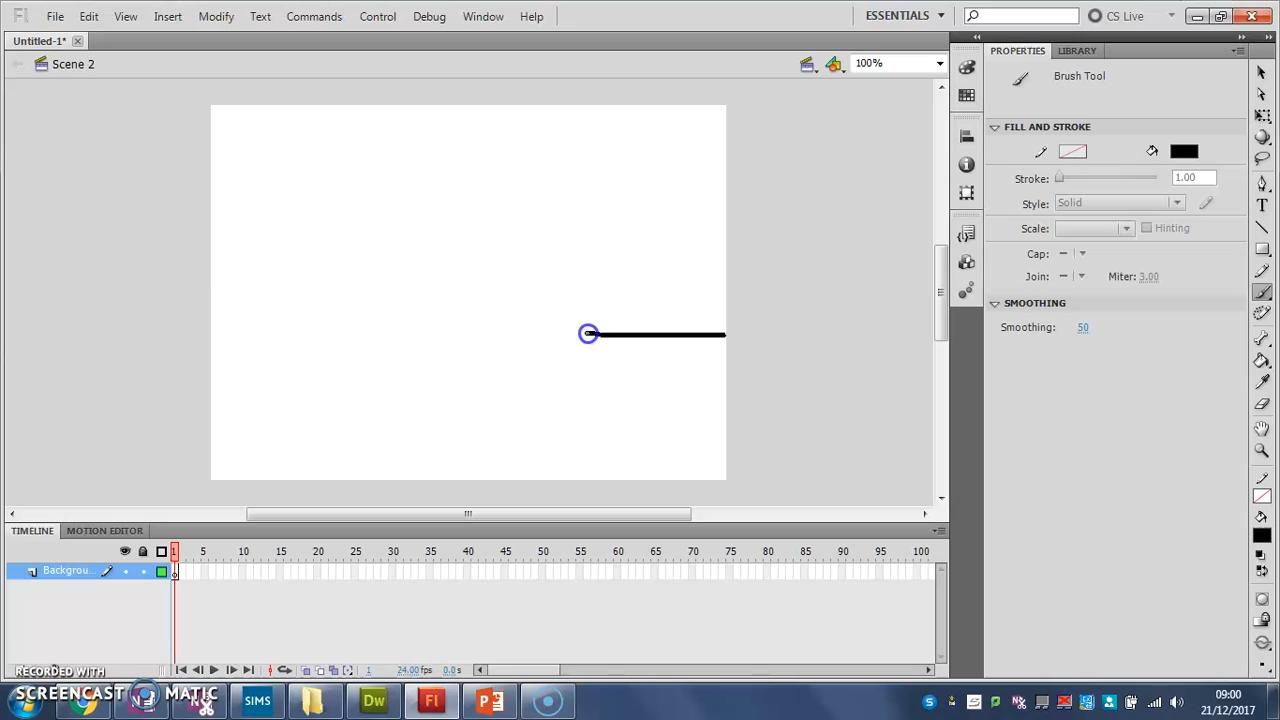 Fl File Edit View Insert Modify Text Commands Control Debug Window Help ESSENTIALS CS Live
Untitled-1*
Scene 2 100%
PROPERTIES LIBRARY
Brush Tool
FILL AND STROKE
Stroke: 1.00
Style: Solid
Scale: Hinting
Cap:
Join: Miter: 3.00
SMOOTHING
Smoothing: 50
TIMELINE MOTION EDITOR
1 5 10 15 20 25 30 35 40 45 50 55 60 65 70 75 80 85 90 95 100
Backgrou...
1 24.00 fps 0.0 s
RECORDED WITH
SCREENCAST MATIC
SIMS Dw Fl P
09:00
21/12/2017